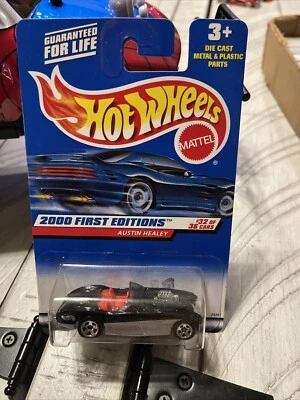 GUARANTEED
FOR LIFE
3+
DIE CAST
METAL & PLASTIC
PARTS
HOT WHEELS
MATTEL
2000 FIRST EDITIONS™
#32 OF
36 CARS
AUSTIN HEALEY